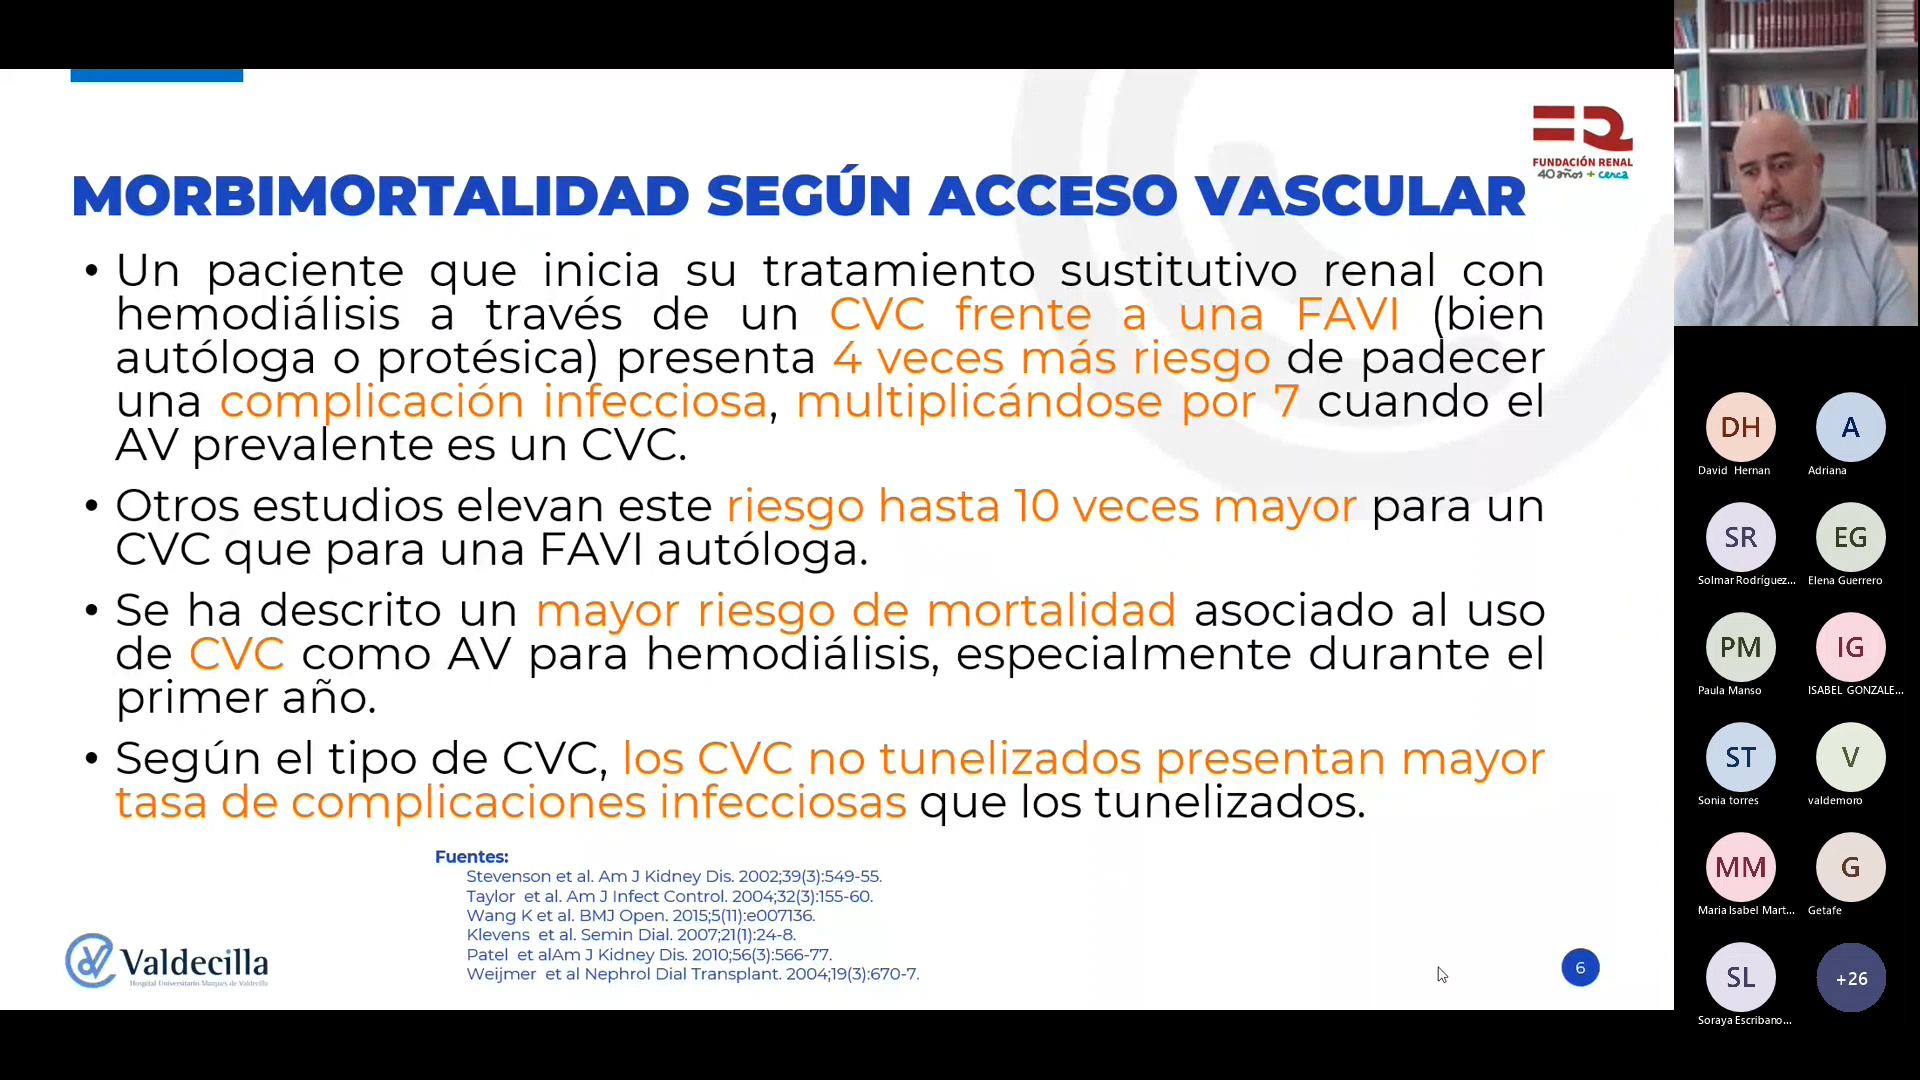 FUNDACIÓN RENAL
40 años + cerca
MORBIMORTALIDAD SEGÚN ACCESO VASCULAR
• Un paciente que inicia su tratamiento sustitutivo renal con
hemodiálisis a través de un CVC frente a una FAVI (bien
autóloga o protésica) presenta 4 veces más riesgo de padecer
una complicación infecciosa, multiplicándose por 7 cuando el
AV prevalente es un CVC.
• Otros estudios elevan este riesgo hasta 10 veces mayor para un
CVC que para una FAVI autóloga.
• Se ha descrito un mayor riesgo de mortalidad asociado al uso
de CVC como AV para hemodiálisis, especialmente durante el
primer año.
• Según el tipo de CVC, los CVC no tunelizados presentan mayor
tasa de complicaciones infecciosas que los tunelizados.
Fuentes:
Stevenson et al. Am J Kidney Dis. 2002;39(3):549-55.
Taylor et al. Am J Infect Control. 2004;32(3):155-60.
Wang K et al. BMJ Open. 2015;5(11):e007136.
Klevens et al. Semin Dial. 2007;21(1):24-8.
Patel et alAm J Kidney Dis. 2010;56(3):566-77.
Weijmer et al Nephrol Dial Transplant. 2004;19(3):670-7.
Valdecilla
Hospital Universitario Marqués de Valdecilla
6
DH
David Hernan
A
Adriana
SR
Solmar Rodríguez...
EG
Elena Guerrero
PM
Paula Manso
IG
ISABEL GONZALE...
ST
Sonia torres
V
valdemoro
MM
Maria Isabel Mart...
G
Getafe
SL
Soraya Escribano...
+26